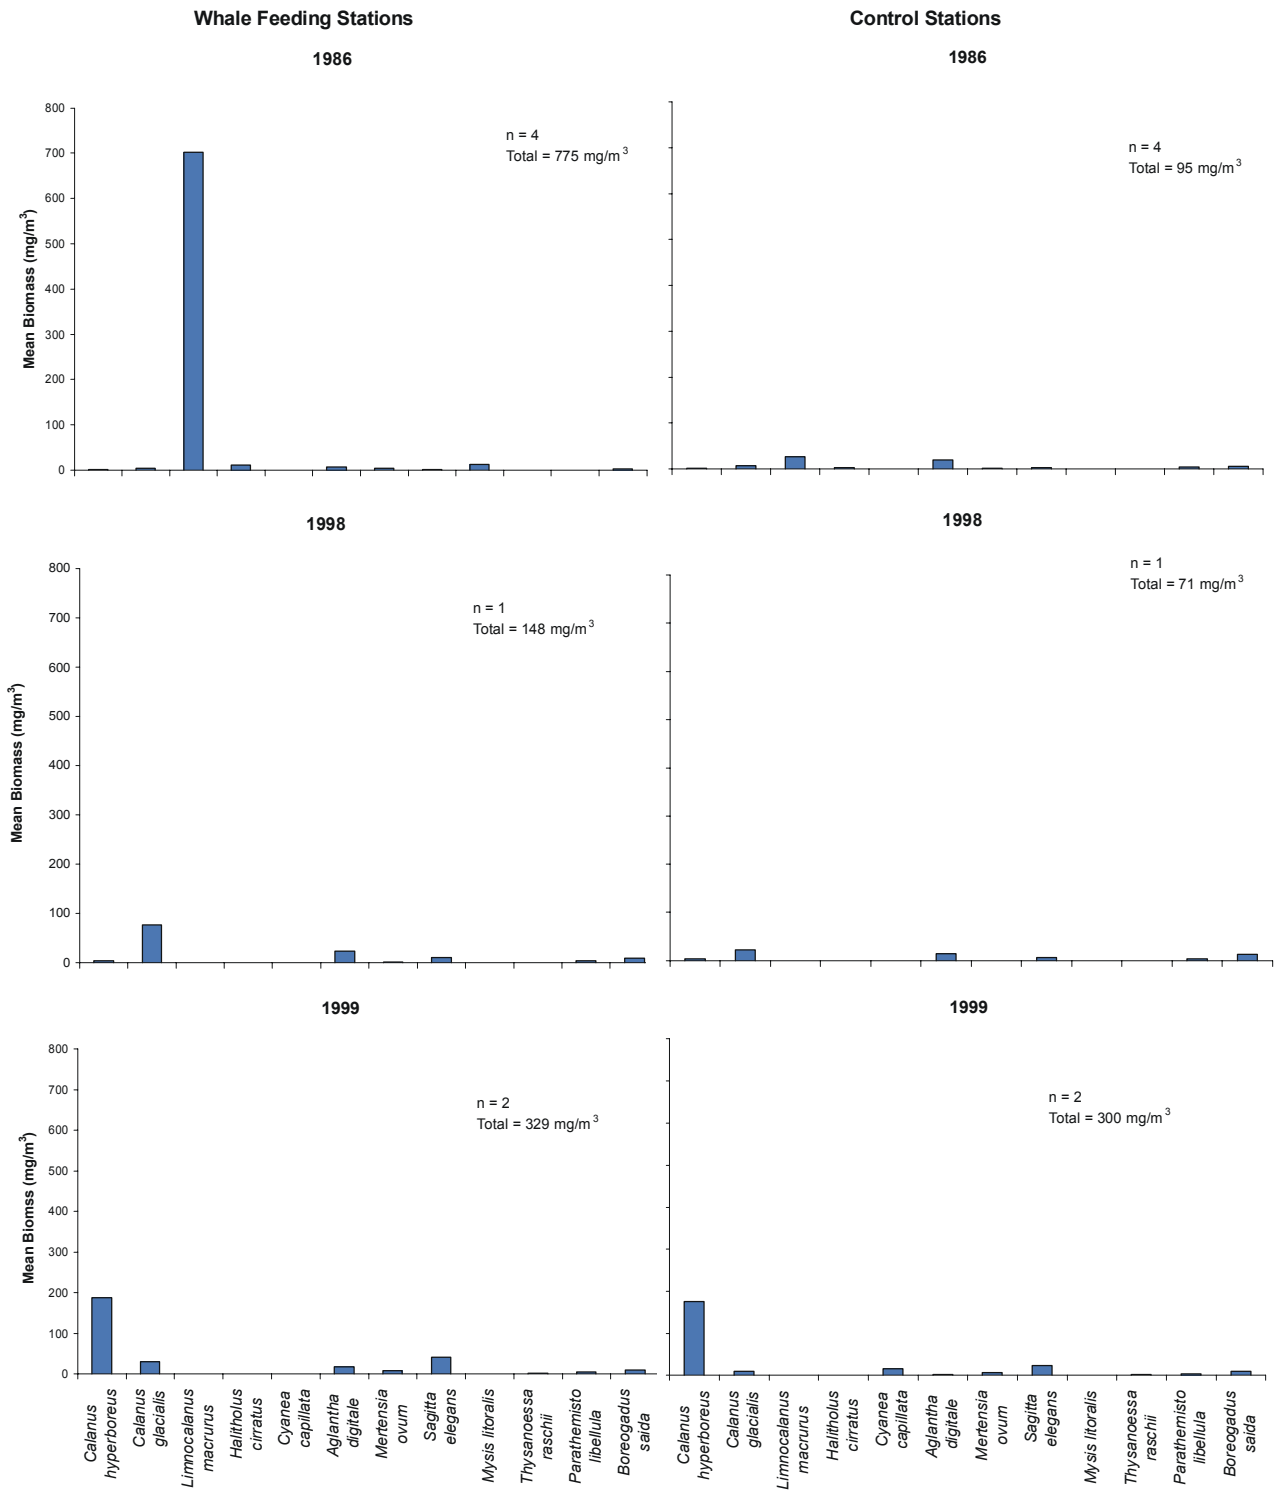 Whale Feeding Stations
Control Stations
1986
1986
Mean Biomass (mg/m³)
800
700
600
500
400
300
200
100
0
n = 4
Total = 775 mg/m³
n = 4
Total = 95 mg/m³
1998
1998
Mean Biomass (mg/m³)
800
700
600
500
400
300
200
100
0
n = 1
Total = 148 mg/m³
n = 1
Total = 71 mg/m³
1999
1999
Mean Biomss (mg/m³)
800
700
600
500
400
300
200
100
0
n = 2
Total = 329 mg/m³
n = 2
Total = 300 mg/m³
Calanus
hyperboreus
Calanus
glacialis
Limnocalanus
macrurus
Halitholus
cirratus
Cyanea
capillata
Aglantha
digitale
Mertensia
ovum
Sagitta
elegans
Mysis litoralis
Thysanoessa
raschii
Parathemisto
libellula
Boreogadus
saida
Calanus
hyperboreus
Calanus
glacialis
Limnocalanus
macrurus
Halitholus
cirratus
Cyanea
capillata
Aglantha
digitale
Mertensia
ovum
Sagitta
elegans
Mysis litoralis
Thysanoessa
raschii
Parathemisto
libellula
Boreogadus
saida